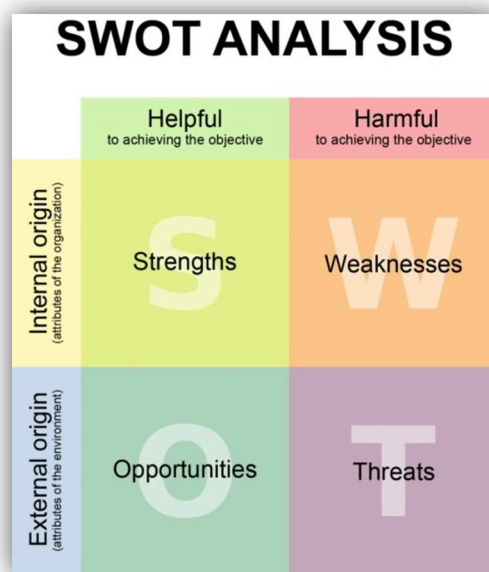 SWOT ANALYSIS
Helpful
to achieving the objective
Harmful
to achieving the objective
Internal origin
(attributes of the organization)
S
Strengths
W
Weaknesses
External origin
(attributes of the environment)
O
Opportunities
T
Threats